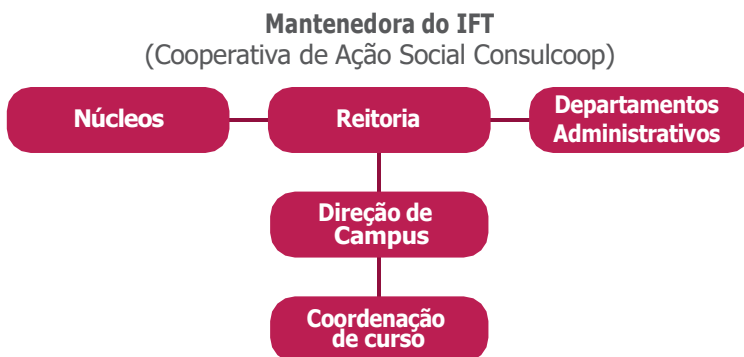 Mantenedora do IFT
(Cooperativa de Ação Social Consulcoop)
Núcleos
Reitoria
Departamentos
Administrativos
Direção de
Campus
Coordenação
de curso